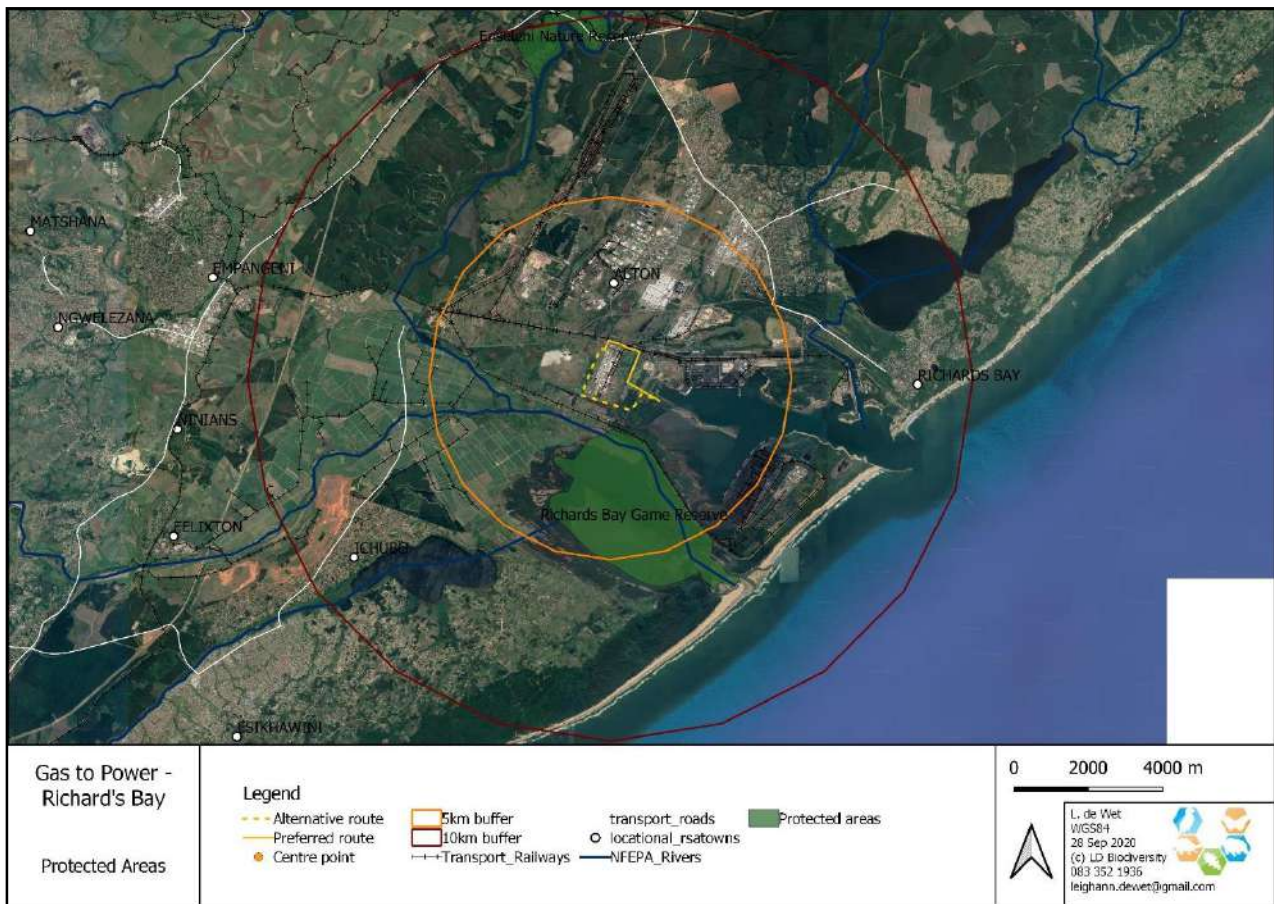 Enseleni Nature Reserve
MATSHANA
EMPANGENI
ALTON
NGWELEZANA
RICHARDS BAY
NINIANS
Richards Bay Game Reserve
FELIXTON
ICHUBO
ESIKHAWINI
Gas to Power -
Richard's Bay
Protected Areas
Legend
Alternative route
Preferred route
Centre point
5km buffer
10km buffer
Transport_Railways
transport_roads
locational_rsatowns
NFEPA_Rivers
Protected areas
0 2000 4000 m
L. de Wet
WGS84
28 Sep 2020
(c) LD Biodiversity
083 352 1936
leighann.dewet@gmail.com